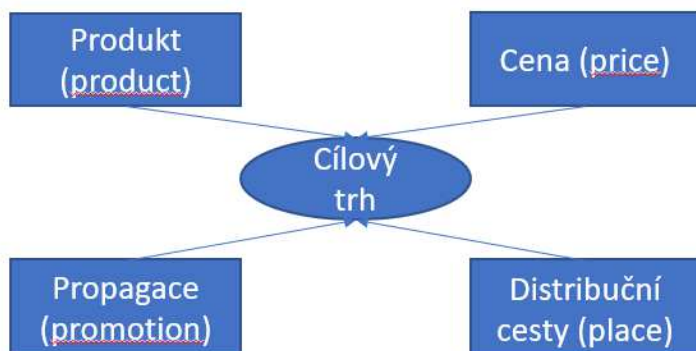 Produkt
(product)
Cena (price)
Cílový
trh
Propagace
(promotion)
Distribuční
cesty (place)